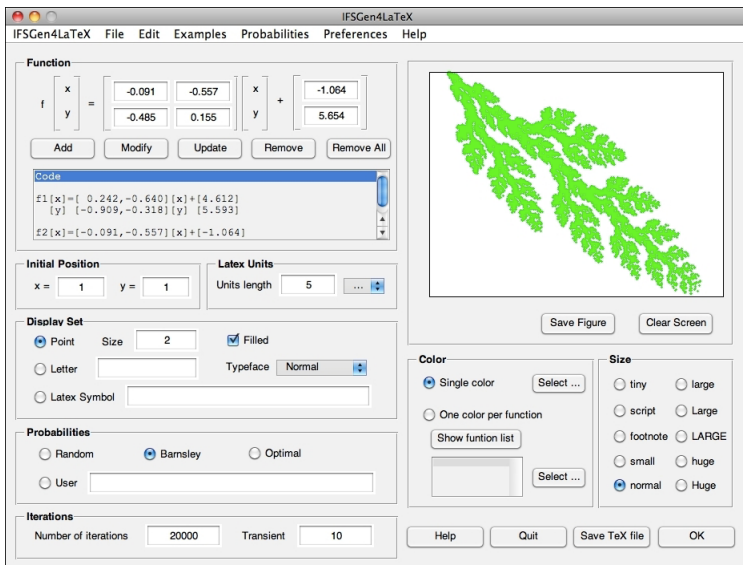 IFSGen4LaTeX
IFSGen4LaTeX File Edit Examples Probabilities Preferences Help
Function
f x y = -0.091 -0.557 -0.485 0.155 x y + -1.064 5.654
Add Modify Update Remove Remove All
Code
f1[x]=[ 0.242,-0.640][x]+[4.612]
[y] [-0.909,-0.318][y] [5.593]
f2[x]=[-0.091,-0.557][x]+[-1.064]
Initial Position
x = 1 y = 1
Latex Units
Units length 5 ...
Display Set
Point Size 2 Filled
Letter Typeface Normal
Latex Symbol
Probabilities
Random Barnsley Optimal
User
Iterations
Number of iterations 20000 Transient 10
Save Figure Clear Screen
Color
Single color Select ...
One color per function
Show funtion list
Select ...
Size
tiny large
script Large
footnote LARGE
small huge
normal Huge
Help Quit Save TeX file OK